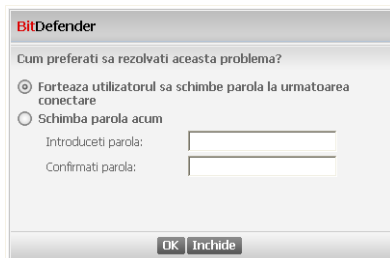 BitDefender
Cum preferati sa rezolvati aceasta problema?
Forteaza utilizatorul sa schimbe parola la urmatoarea
conectare
Schimba parola acum
Introduceti parola:
Confirmati parola:
OK Inchide